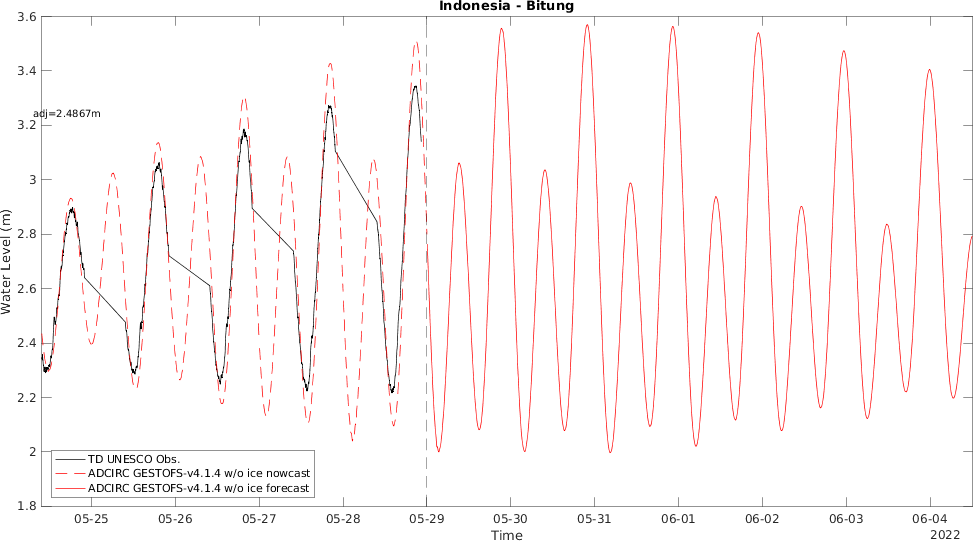 Indonesia - Bitung
3.6
3.4
adj=2.4867m
3.2
3
2.8
2.6
2.4
2.2
2
1.8
Water Level (m)
TD UNESCO Obs.
ADCIRC GESTOFS-v4.1.4 w/o ice nowcast
ADCIRC GESTOFS-v4.1.4 w/o ice forecast
05-25 05-26 05-27 05-28 05-29 05-30 05-31 06-01 06-02 06-03 06-04
Time
2022